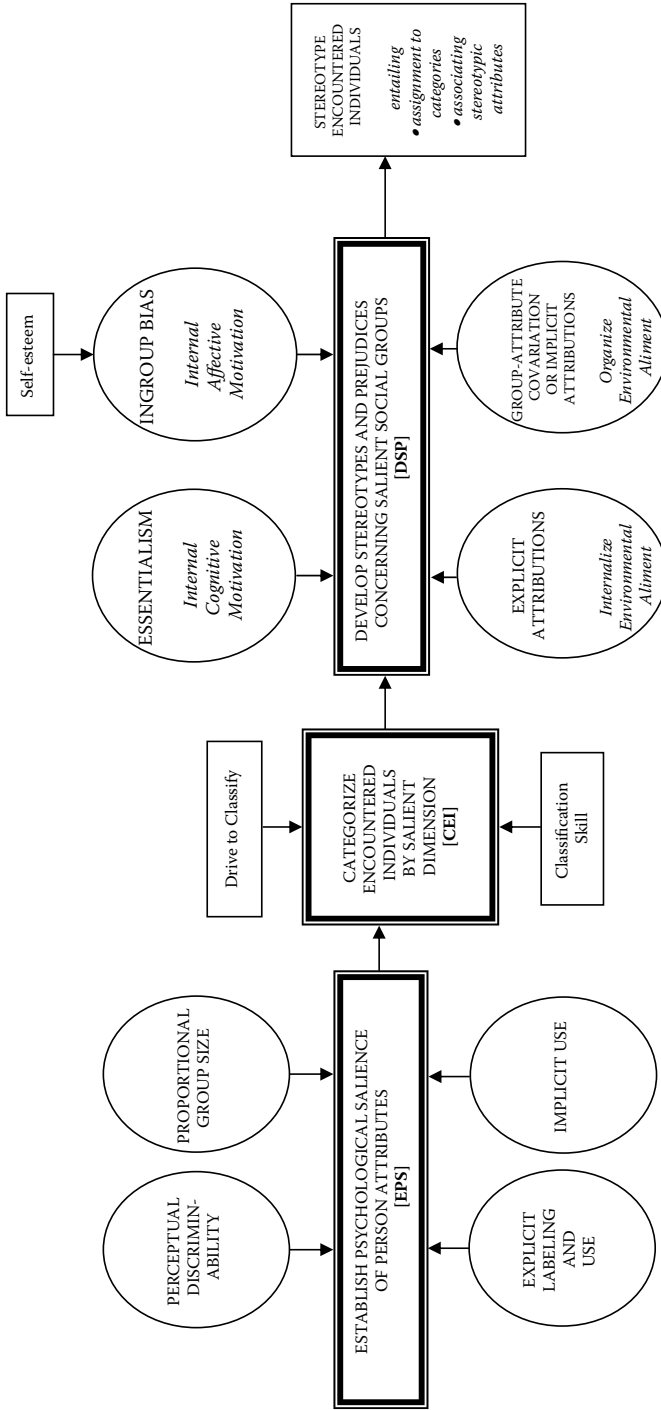 PERCEPTUAL
DISCRIMIN-
ABILITY
PROPORTIONAL
GROUP SIZE
ESTABLISH PSYCHOLOGICAL SALIENCE
OF PERSON ATTRIBUTES
[EPS]
EXPLICIT
LABELING
AND
USE
IMPLICIT USE
Drive to Classify
CATEGORIZE
ENCOUNTERED
INDIVIDUALS
BY SALIENT
DIMENSION
[CEI]
Classification
Skill
Self-esteem
ESSENTIALISM
Internal
Cognitive
Motivation
INGROUP BIAS
Internal
Affective
Motivation
DEVELOP STEREOTYPES AND PREJUDICES
CONCERNING SALIENT SOCIAL GROUPS
[DSP]
EXPLICIT
ATTRIBUTIONS
Internalize
Environmental
Aliment
GROUP-ATTRIBUTE
COVARIATION
OR IMPLICIT
ATTRIBUTIONS
Organize
Environmental
Aliment
STEREOTYPE
ENCOUNTERED
INDIVIDUALS
entailing
• assignment to
categories
• associating
stereotypic
attributes